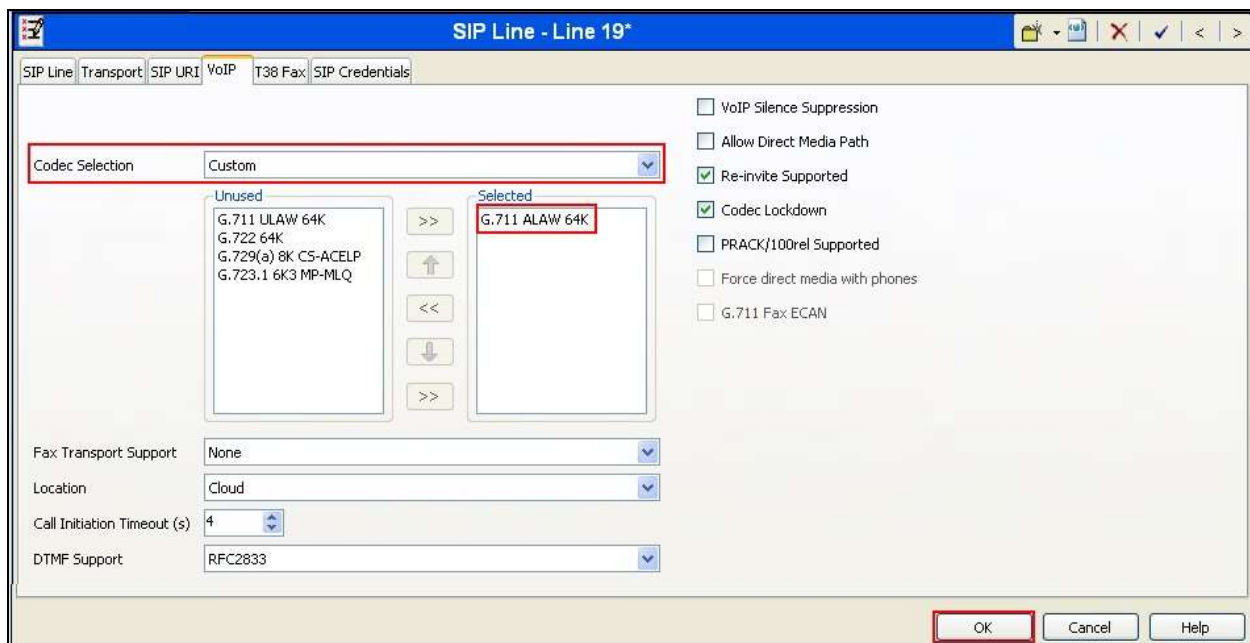 SIP Line - Line 19*
SIP Line Transport SIP URI VoIP T38 Fax SIP Credentials
Codec Selection Custom
Unused
G.711 ULAW 64K
G.722 64K
G.729(a) 8K CS-ACELP
G.723.1 6K3 MP-MLQ
>>
<<
>>
Selected
G.711 ALAW 64K
Fax Transport Support None
Location Cloud
Call Initiation Timeout (s) 4
DTMF Support RFC2833
VoIP Silence Suppression
Allow Direct Media Path
Re-invite Supported
Codec Lockdown
PRACK/100rel Supported
Force direct media with phones
G.711 Fax ECAN
OK Cancel Help